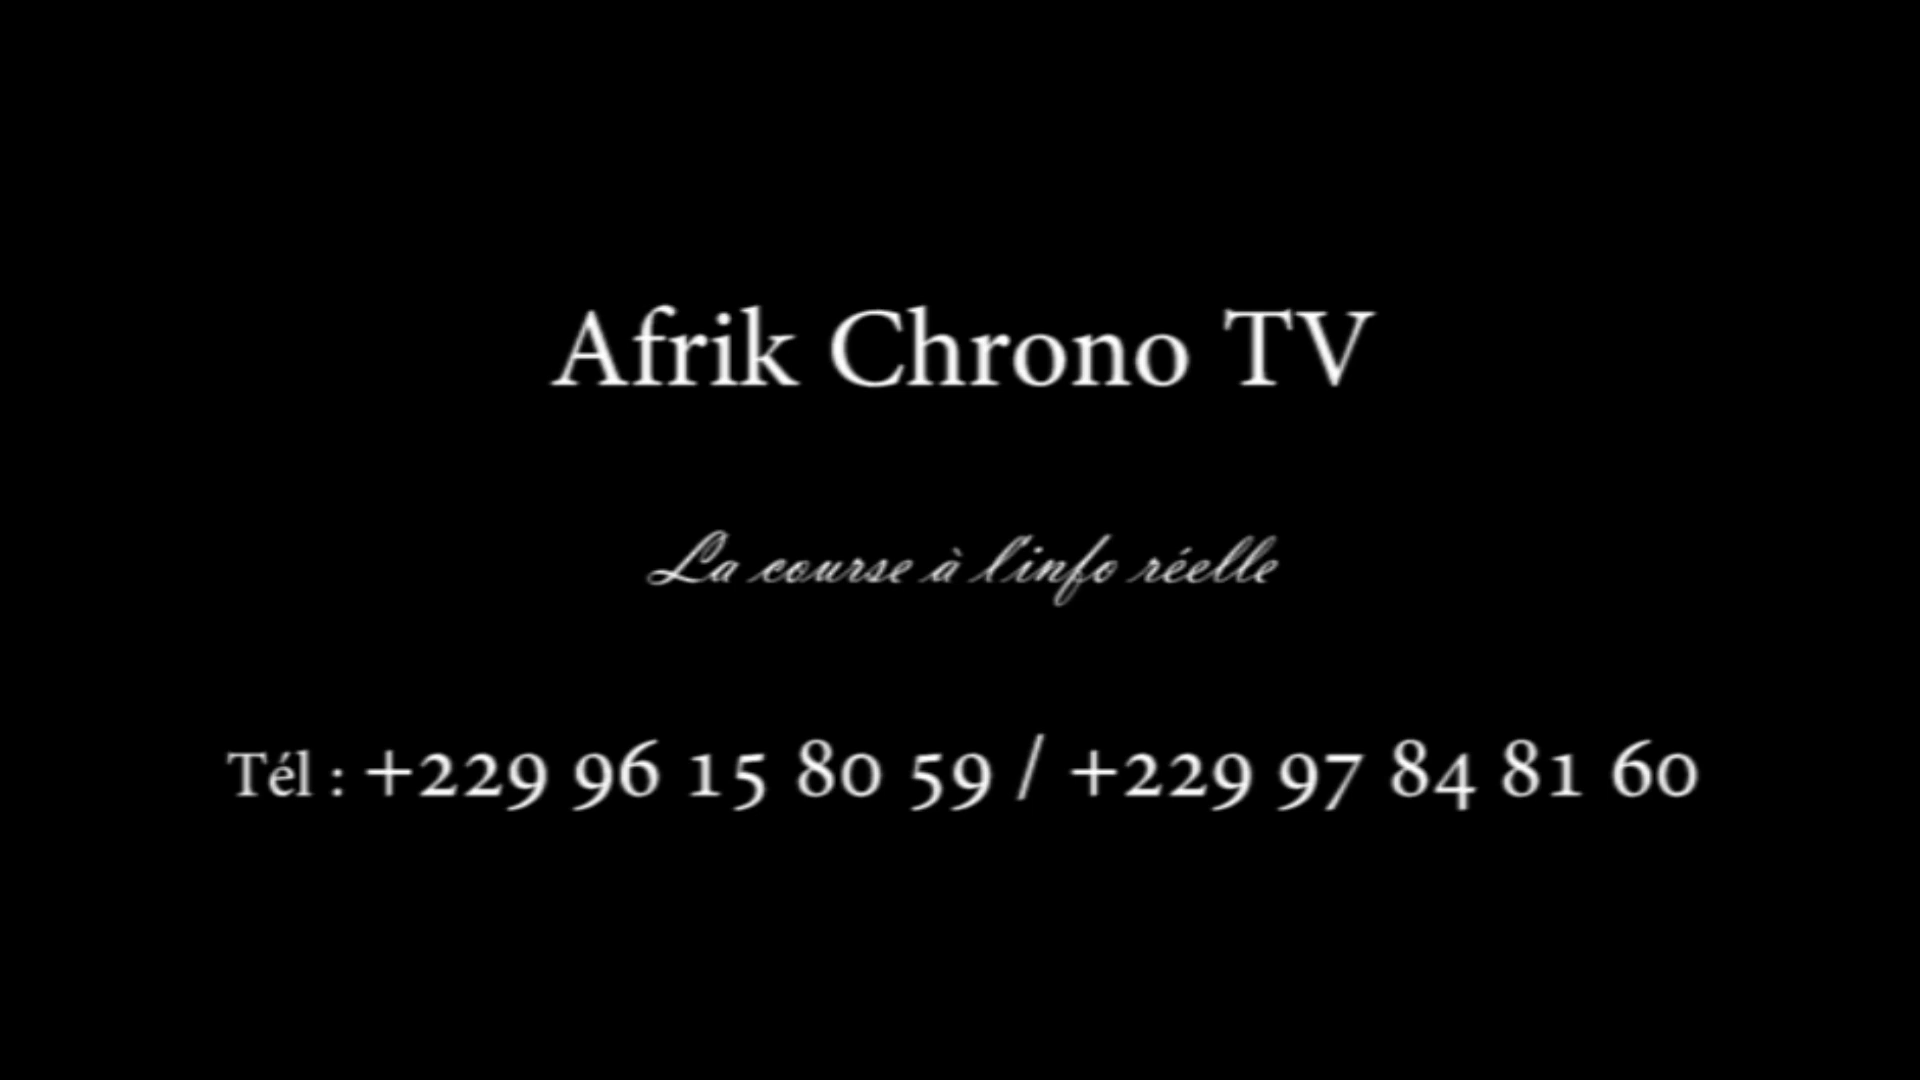 Afrik Chrono TV
La course à l'info réelle
Tél : +229 96 15 80 59 / +229 97 84 81 60